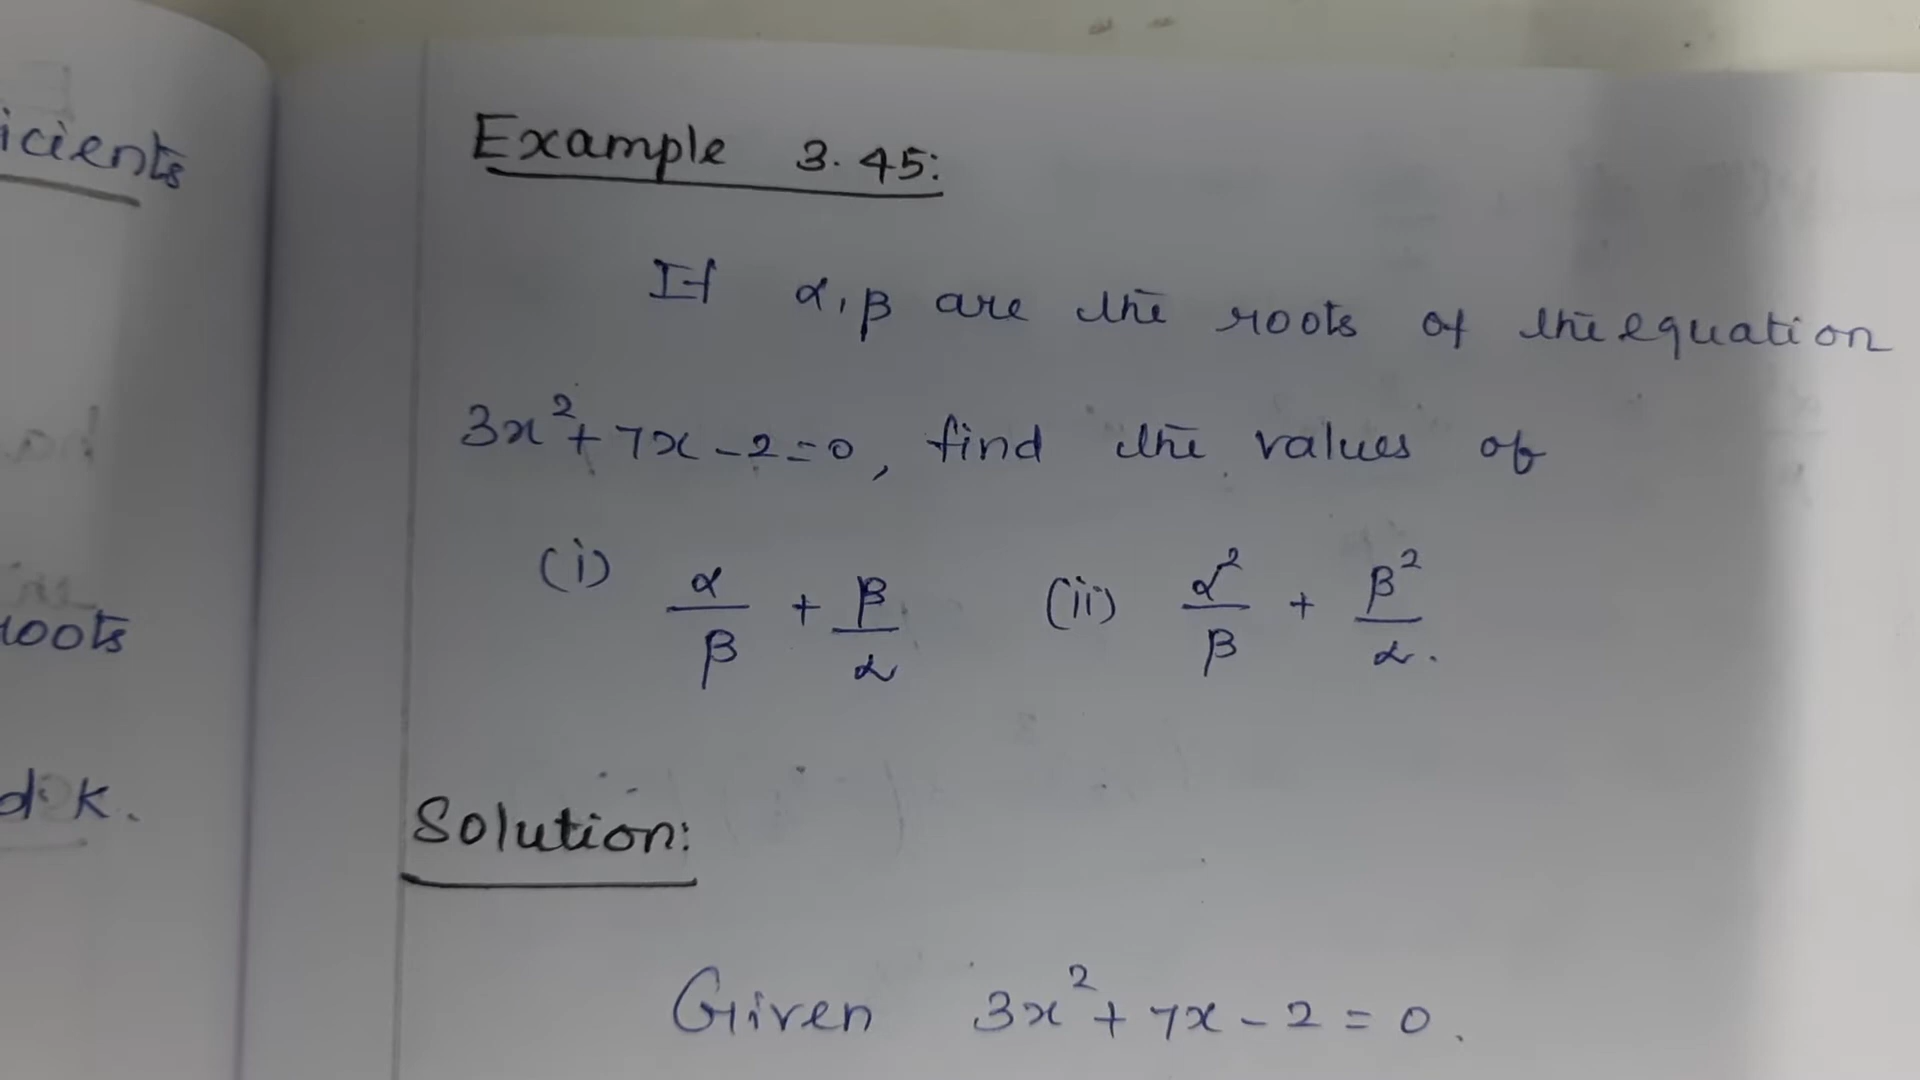 icients
roots
d k.
Example 3.45:
If α, β are the roots of the equation
3x²+ 7x - 2 = 0, find the values of
(i) α/β + β/α (ii) α²/β + β²/α.
Solution:
Given 3x²+ 7x - 2 = 0.